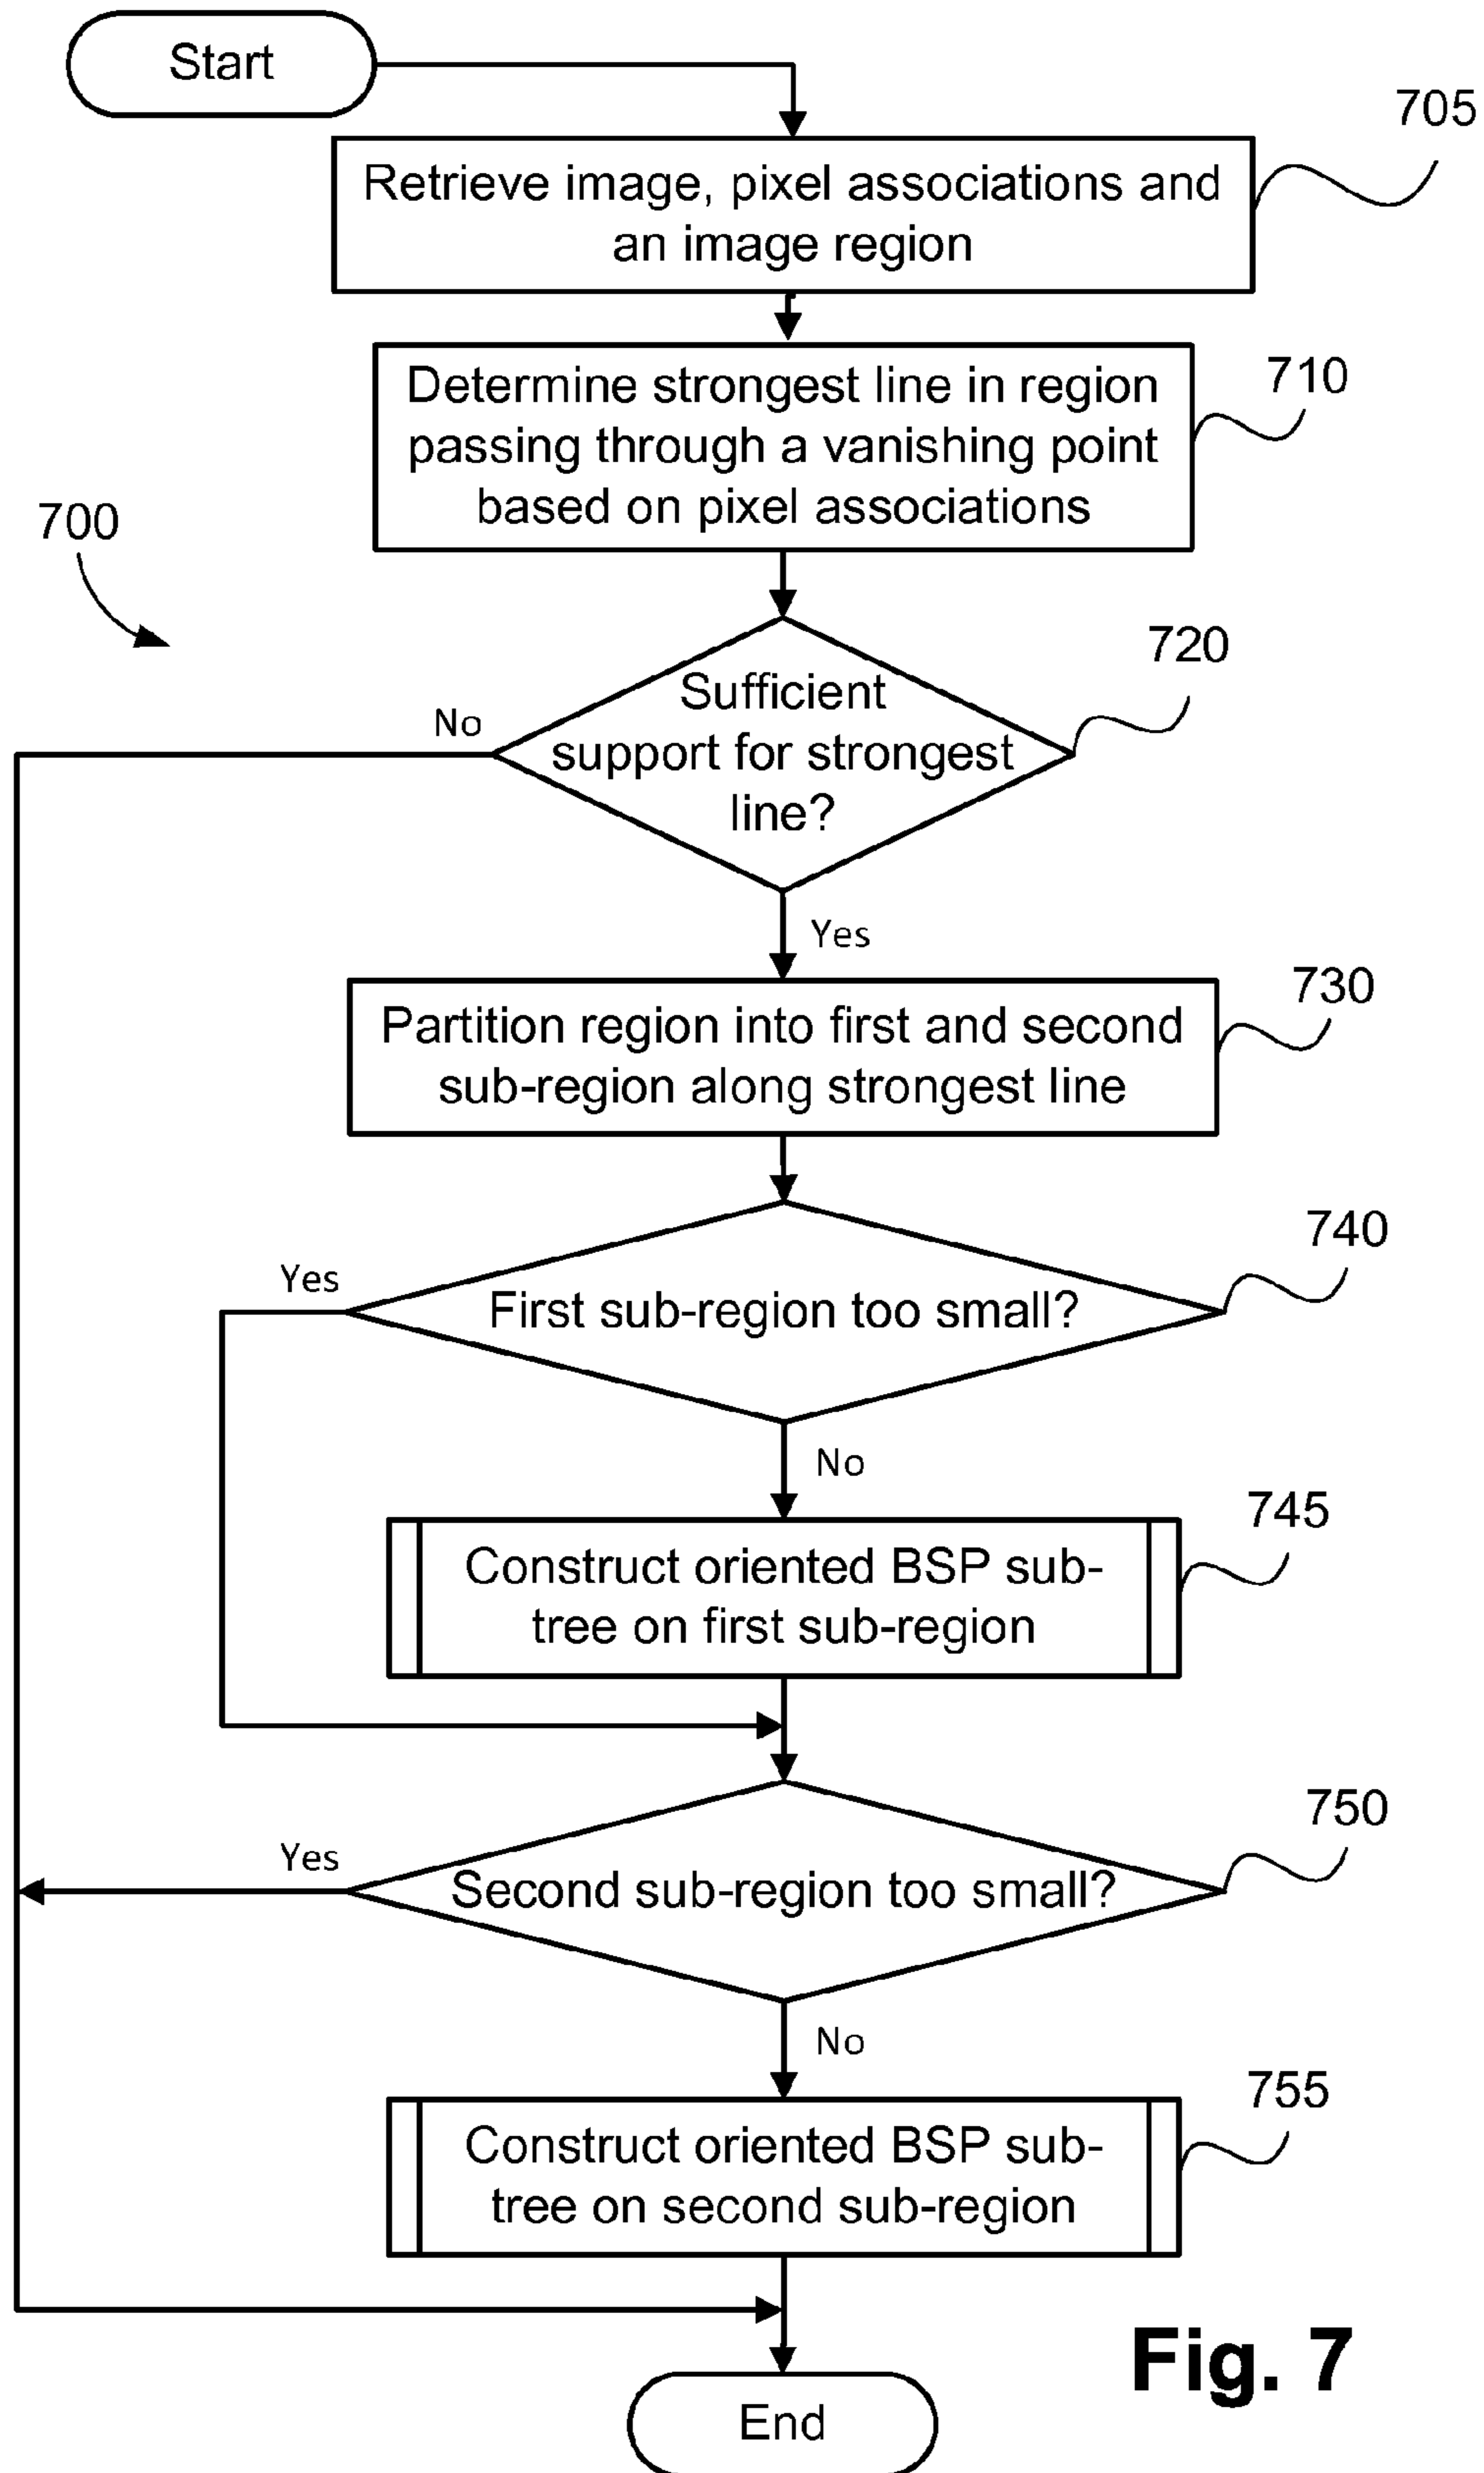 Start
705
Retrieve image, pixel associations and
an image region
710
Determine strongest line in region
passing through a vanishing point
based on pixel associations
700
720
Sufficient
support for strongest
line?
No
Yes
730
Partition region into first and second
sub-region along strongest line
740
First sub-region too small?
Yes
No
745
Construct oriented BSP sub-
tree on first sub-region
750
Second sub-region too small?
Yes
No
755
Construct oriented BSP sub-
tree on second sub-region
Fig. 7
End